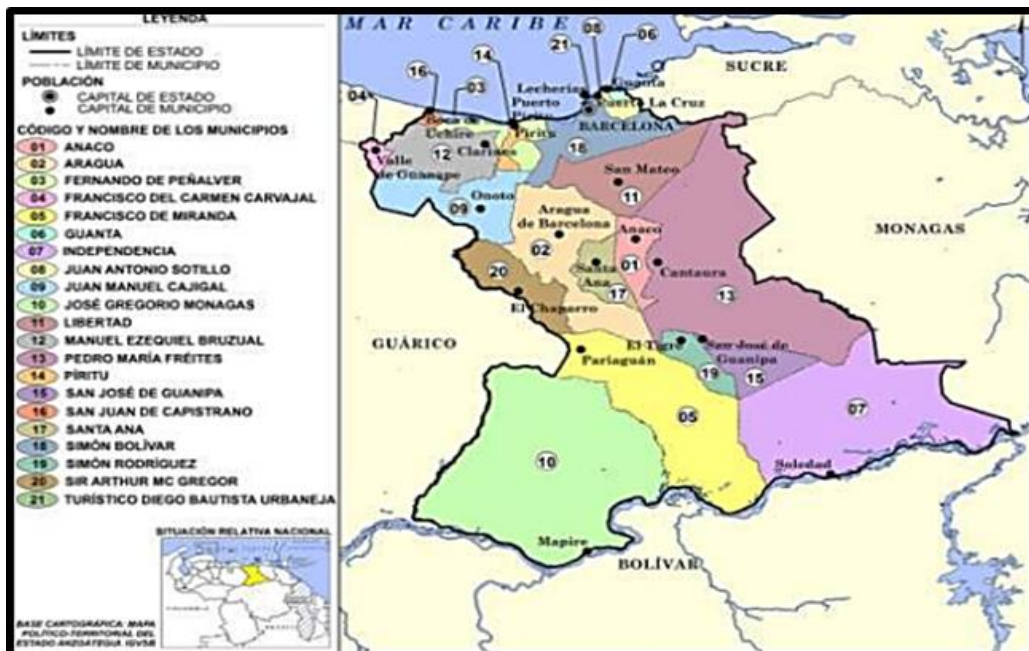 LEYENDA
LÍMITES
LÍMITE DE ESTADO
LÍMITE DE MUNICIPIO
POBLACIÓN
CAPITAL DE ESTADO
CAPITAL DE MUNICIPIO
CÓDIGO Y NOMBRE DE LOS MUNICIPIOS
01 ANACO
02 ARAGUA
03 FERNANDO DE PEÑALVER
04 FRANCISCO DEL CARMEN CARVAJAL
05 FRANCISCO DE MIRANDA
06 GUANTA
07 INDEPENDENCIA
08 JUAN ANTONIO SOTILLO
09 JUAN MANUEL CAJIGAL
10 JOSÉ GREGORIO MONAGAS
11 LIBERTAD
12 MANUEL EZEQUIEL BRUZUAL
13 PEDRO MARÍA FRÉITES
14 PÍRITU
15 SAN JOSÉ DE GUANIPA
16 SAN JUAN DE CAPISTRANO
17 SANTA ANA
18 SIMÓN BOLÍVAR
19 SIMÓN RODRÍGUEZ
20 SIR ARTHUR MC GREGOR
21 TURÍSTICO DIEGO BAUTISTA URBANEJA
SITUACIÓN RELATIVA NACIONAL
BASE CARTOGRÁFICA: MAPA
POLÍTICO-TERRITORIAL DEL
ESTADO ANZOÁTEGUI. IGVSB
MAR CARIBE
21
08
06
14
03
16
04
SUCRE
Guanta
Lecherías
Puerto La Cruz
Puerto
Píritu
Píritu
BARCELONA
Boca de
Uchire
18
12
Clarines
Valle
de Guanape
San Mateo
11
Onoto
09
Aragua
de Barcelona
02
Anaco
01
MONAGAS
Santa
Ana
17
Cantaura
13
20
El Chaparro
GUÁRICO
El Tigre
San José de
Guanipa
Pariaguán
19
15
05
07
10
Soledad
Mapire
BOLÍVAR